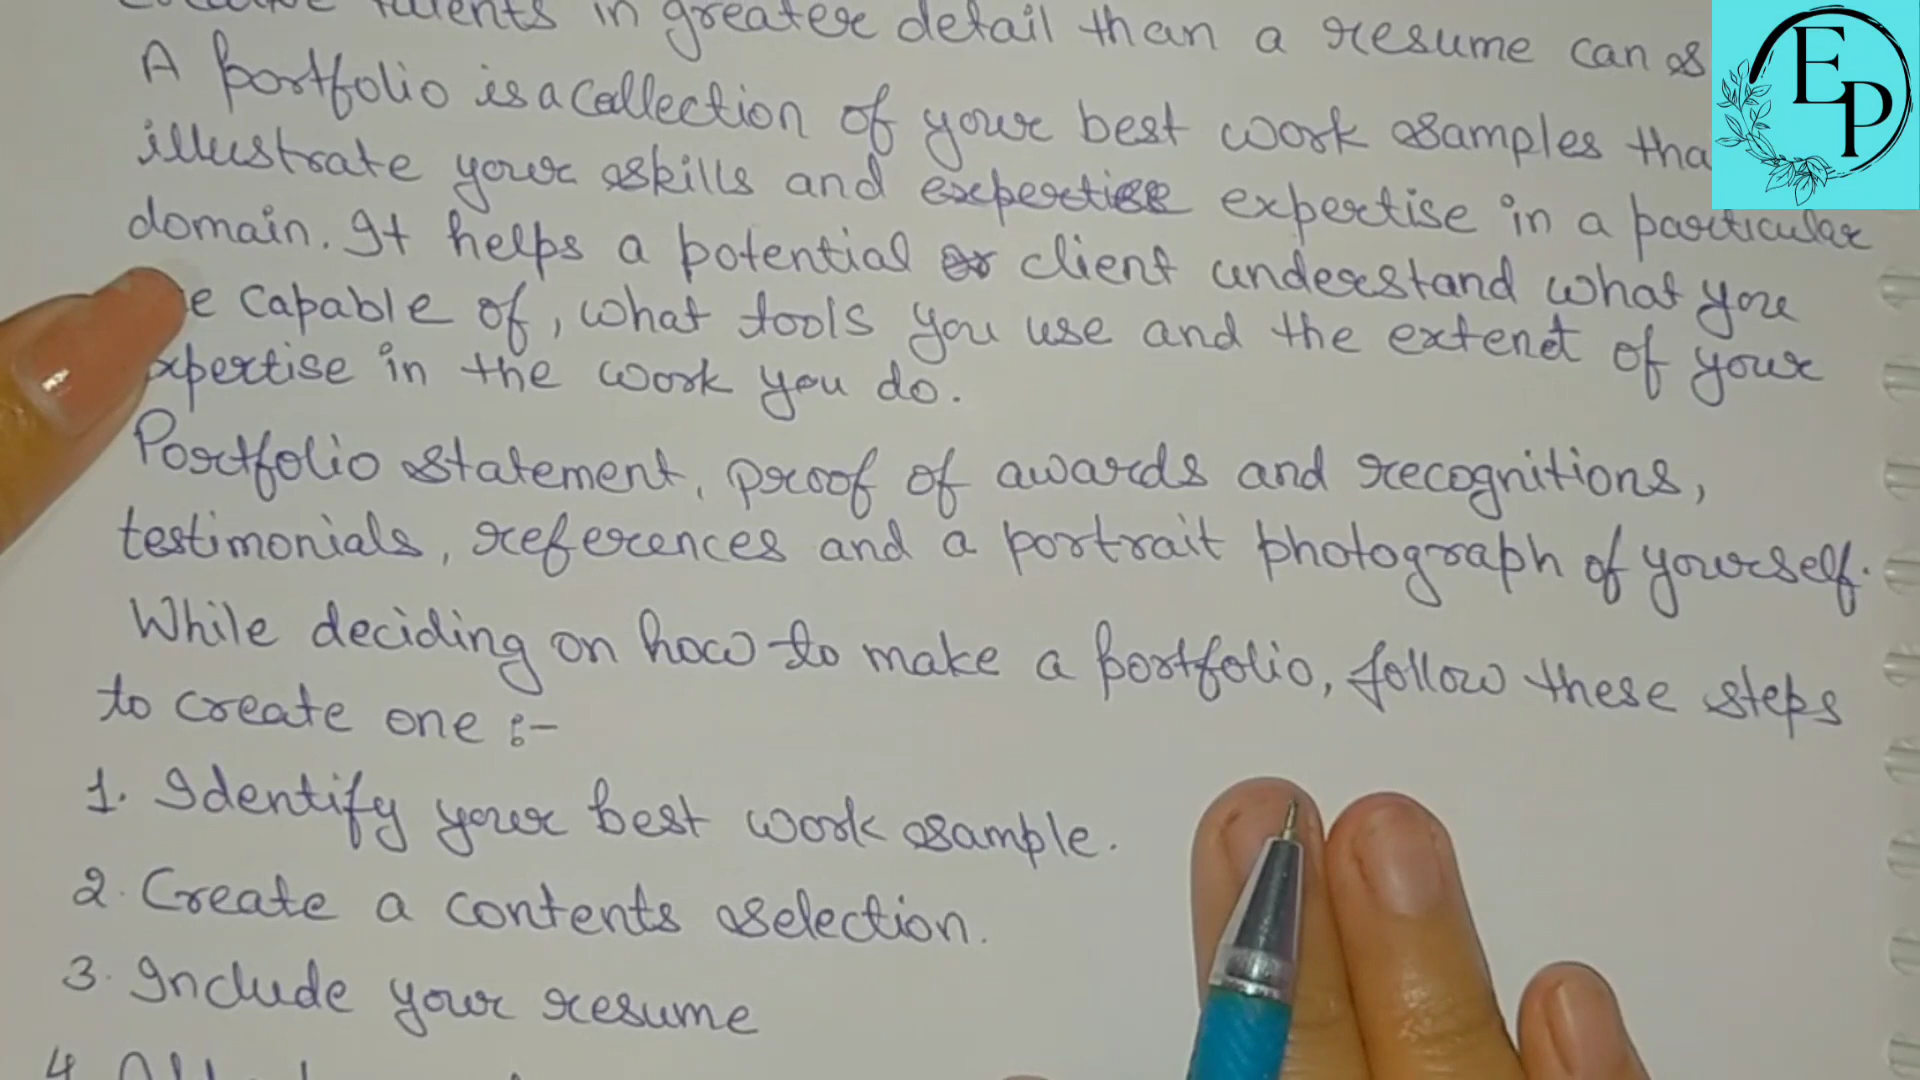 talents in greater detail than a resume can
A portfolio is a collection of your best work samples
illustrate your skills and expertise expertise in a particular
domain. It helps a potential or client understand what you
capable of, what tools you use and the extent of your
xpertise in the work you do.
Portfolio statement, proof of awards and recognitions,
testimonials, references and a portrait photograph of yourself.
While deciding on how to make a portfolio, follow these steps
to create one :-
1. Identify your best work sample.
2. Create a contents selection.
3. Include your resume
4.
EP